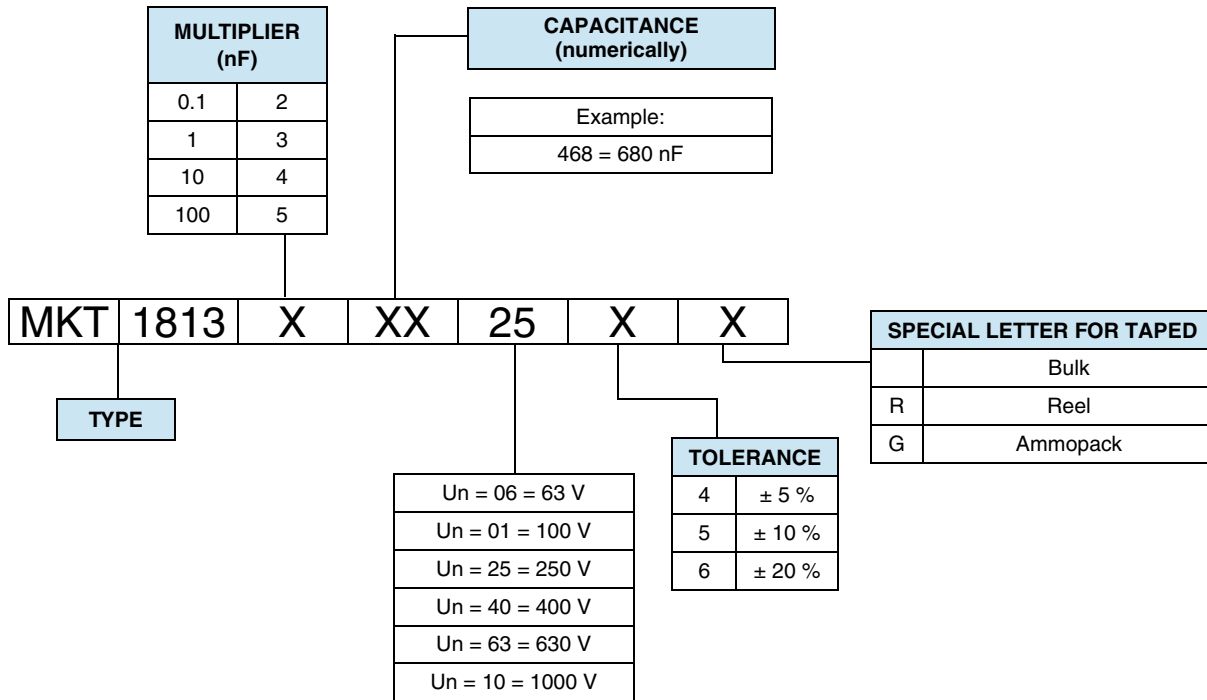 MULTIPLIER
(nF)
0.1 2
1 3
10 4
100 5
CAPACITANCE
(numerically)
Example:
468 = 680 nF
MKT 1813 X XX 25 X X
TYPE
Un = 06 = 63 V
Un = 01 = 100 V
Un = 25 = 250 V
Un = 40 = 400 V
Un = 63 = 630 V
Un = 10 = 1000 V
TOLERANCE
4 ± 5 %
5 ± 10 %
6 ± 20 %
SPECIAL LETTER FOR TAPED
Bulk
R Reel
G Ammopack